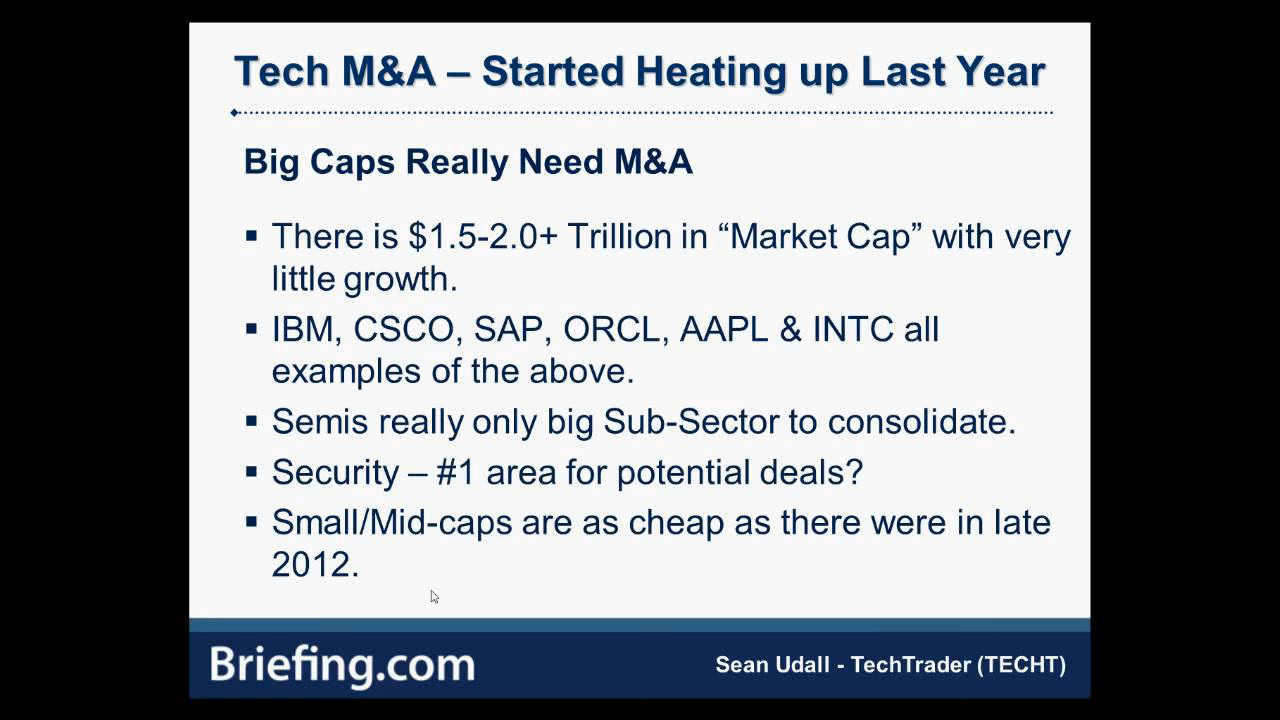 Tech M&A – Started Heating up Last Year
Big Caps Really Need M&A
▪ There is $1.5-2.0+ Trillion in “Market Cap” with very
little growth.
▪ IBM, CSCO, SAP, ORCL, AAPL & INTC all
examples of the above.
▪ Semis really only big Sub-Sector to consolidate.
▪ Security – #1 area for potential deals?
▪ Small/Mid-caps are as cheap as there were in late
2012.
Briefing.com
Sean Udall - TechTrader (TECHT)